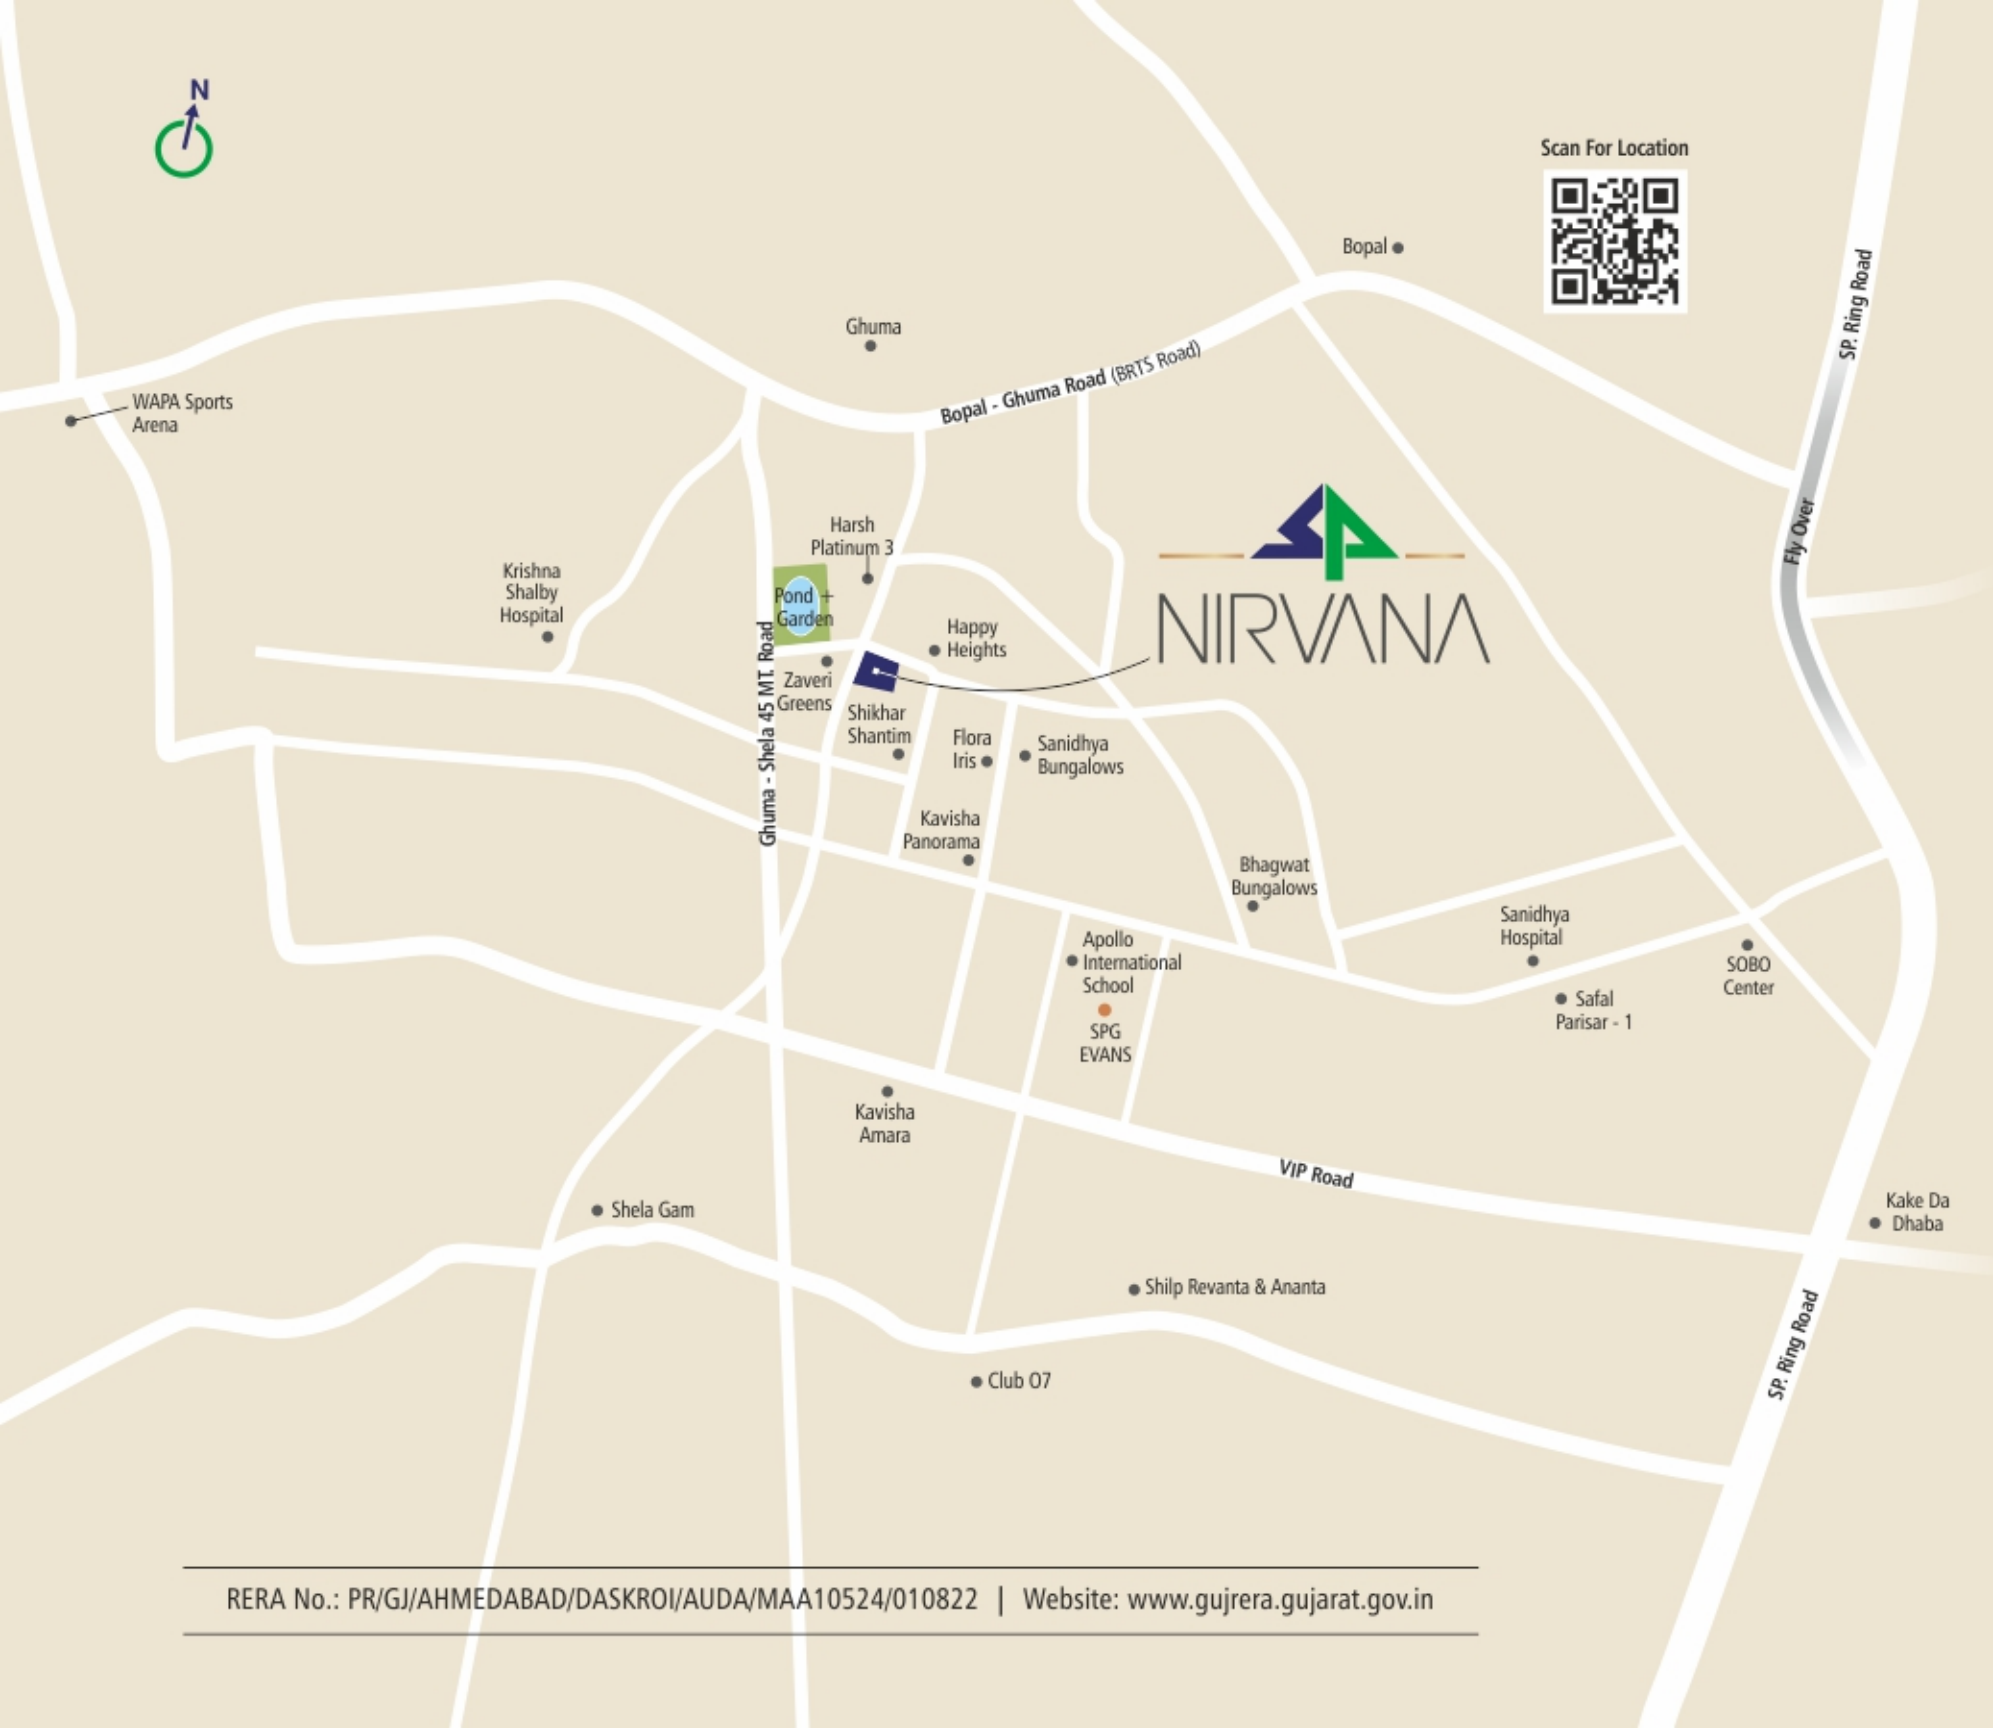 N
Scan For Location
Bopal
SP. Ring Road
Ghuma
Bopal - Ghuma Road (BRTS Road)
WAPA Sports
Arena
Fly Over
Harsh
Platinum 3
Krishna
Shalby
Hospital
Pond +
Garden
NIRVANA
Happy
Heights
Ghuma - Shela 45 MT. Road
Zaveri
Greens
Shikhar
Shantim
Flora
Iris
Sanidhya
Bungalows
Kavisha
Panorama
Bhagwat
Bungalows
Sanidhya
Hospital
Apollo
International
School
SOBO
Center
Safal
Parisar - 1
SPG
EVANS
Kavisha
Amara
VIP Road
Kake Da
Dhaba
Shela Gam
Shilp Revanta & Ananta
SP. Ring Road
Club O7
RERA No.: PR/GJ/AHMEDABAD/DASKROI/AUDA/MAA10524/010822 | Website: www.gujrera.gujarat.gov.in